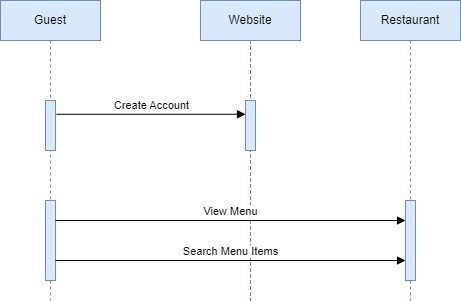 Guest
Website
Restaurant
Create Account
View Menu
Search Menu Items